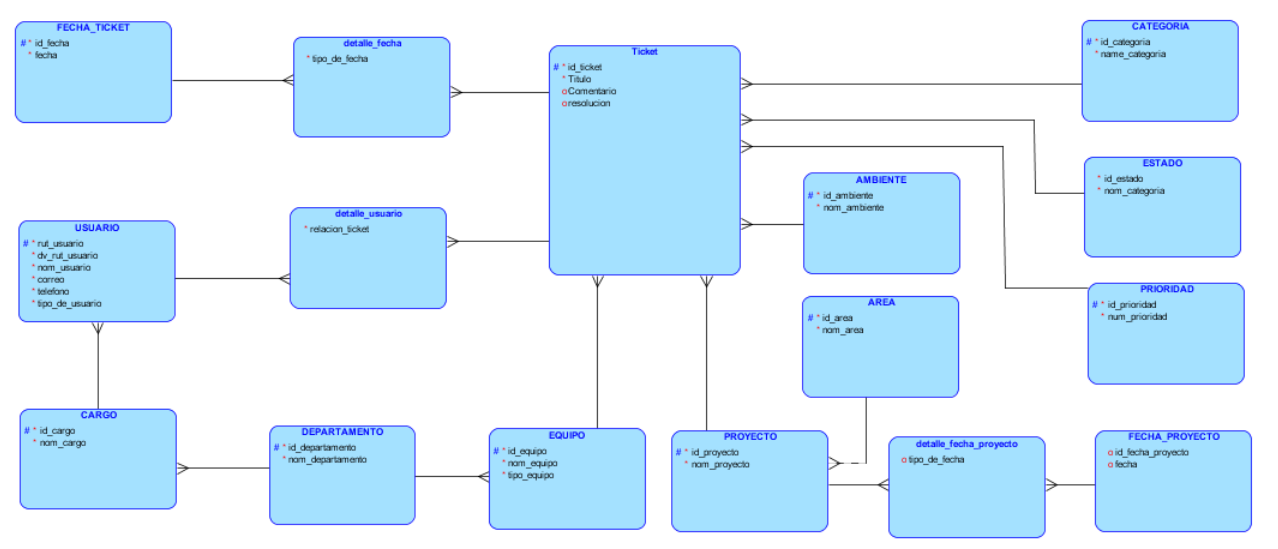 FECHA_TICKET
# * id_fecha
* fecha
detalle_fecha
* tipo_de_fecha
Ticket
# * id_ticket
* Titulo
o Comentario
o resolucion
CATEGORIA
# * id_categoria
* name_categoria
ESTADO
* id_estado
* nom_categoria
AMBIENTE
# * id_ambiente
* nom_ambiente
detalle_usuario
* relacion_ticket
USUARIO
# * rut_usuario
* dv_rut_usuario
* nom_usuario
* correo
* telefono
* tipo_de_usuario
PRIORIDAD
# * id_prioridad
* num_prioridad
AREA
# * id_area
* nom_area
CARGO
# * id_cargo
* nom_cargo
DEPARTAMENTO
# * id_departamento
* nom_departamento
EQUIPO
# * id_equipo
* nom_equipo
* tipo_equipo
PROYECTO
# * id_proyecto
* nom_proyecto
detalle_fecha_proyecto
o tipo_de_fecha
FECHA_PROYECTO
o id_fecha_proyecto
o fecha